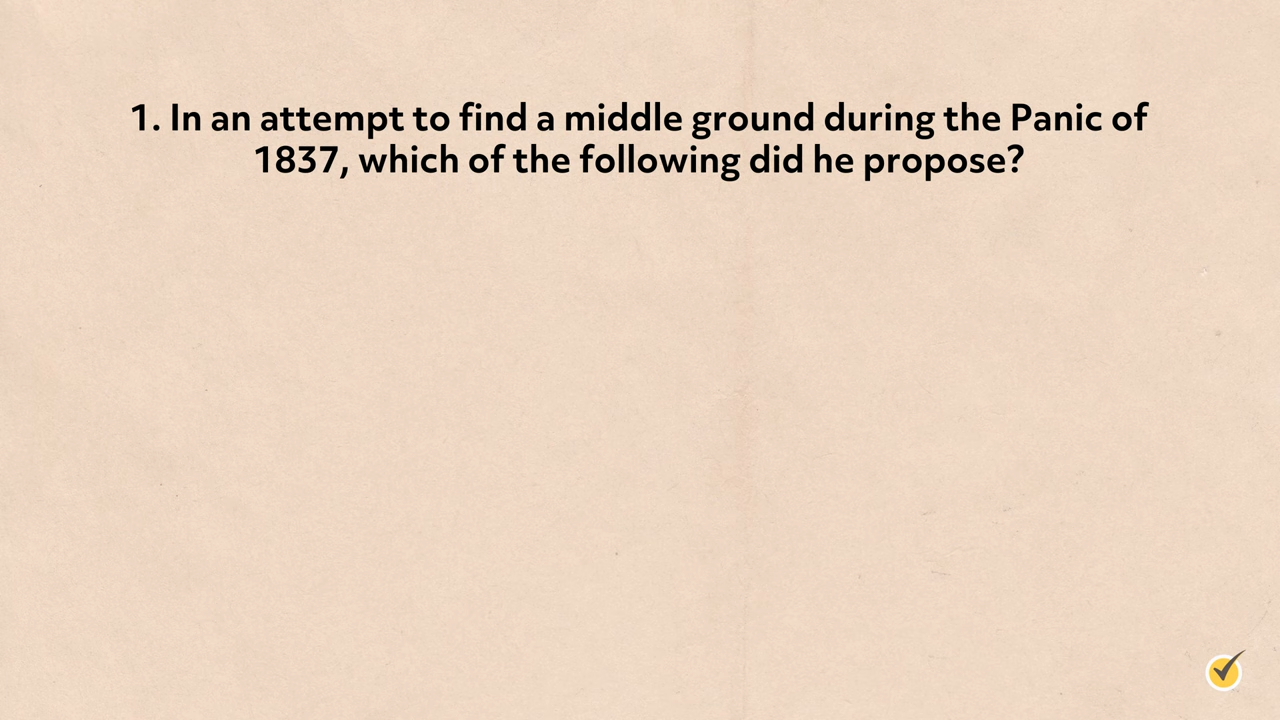 1. In an attempt to find a middle ground during the Panic of
1837, which of the following did he propose?